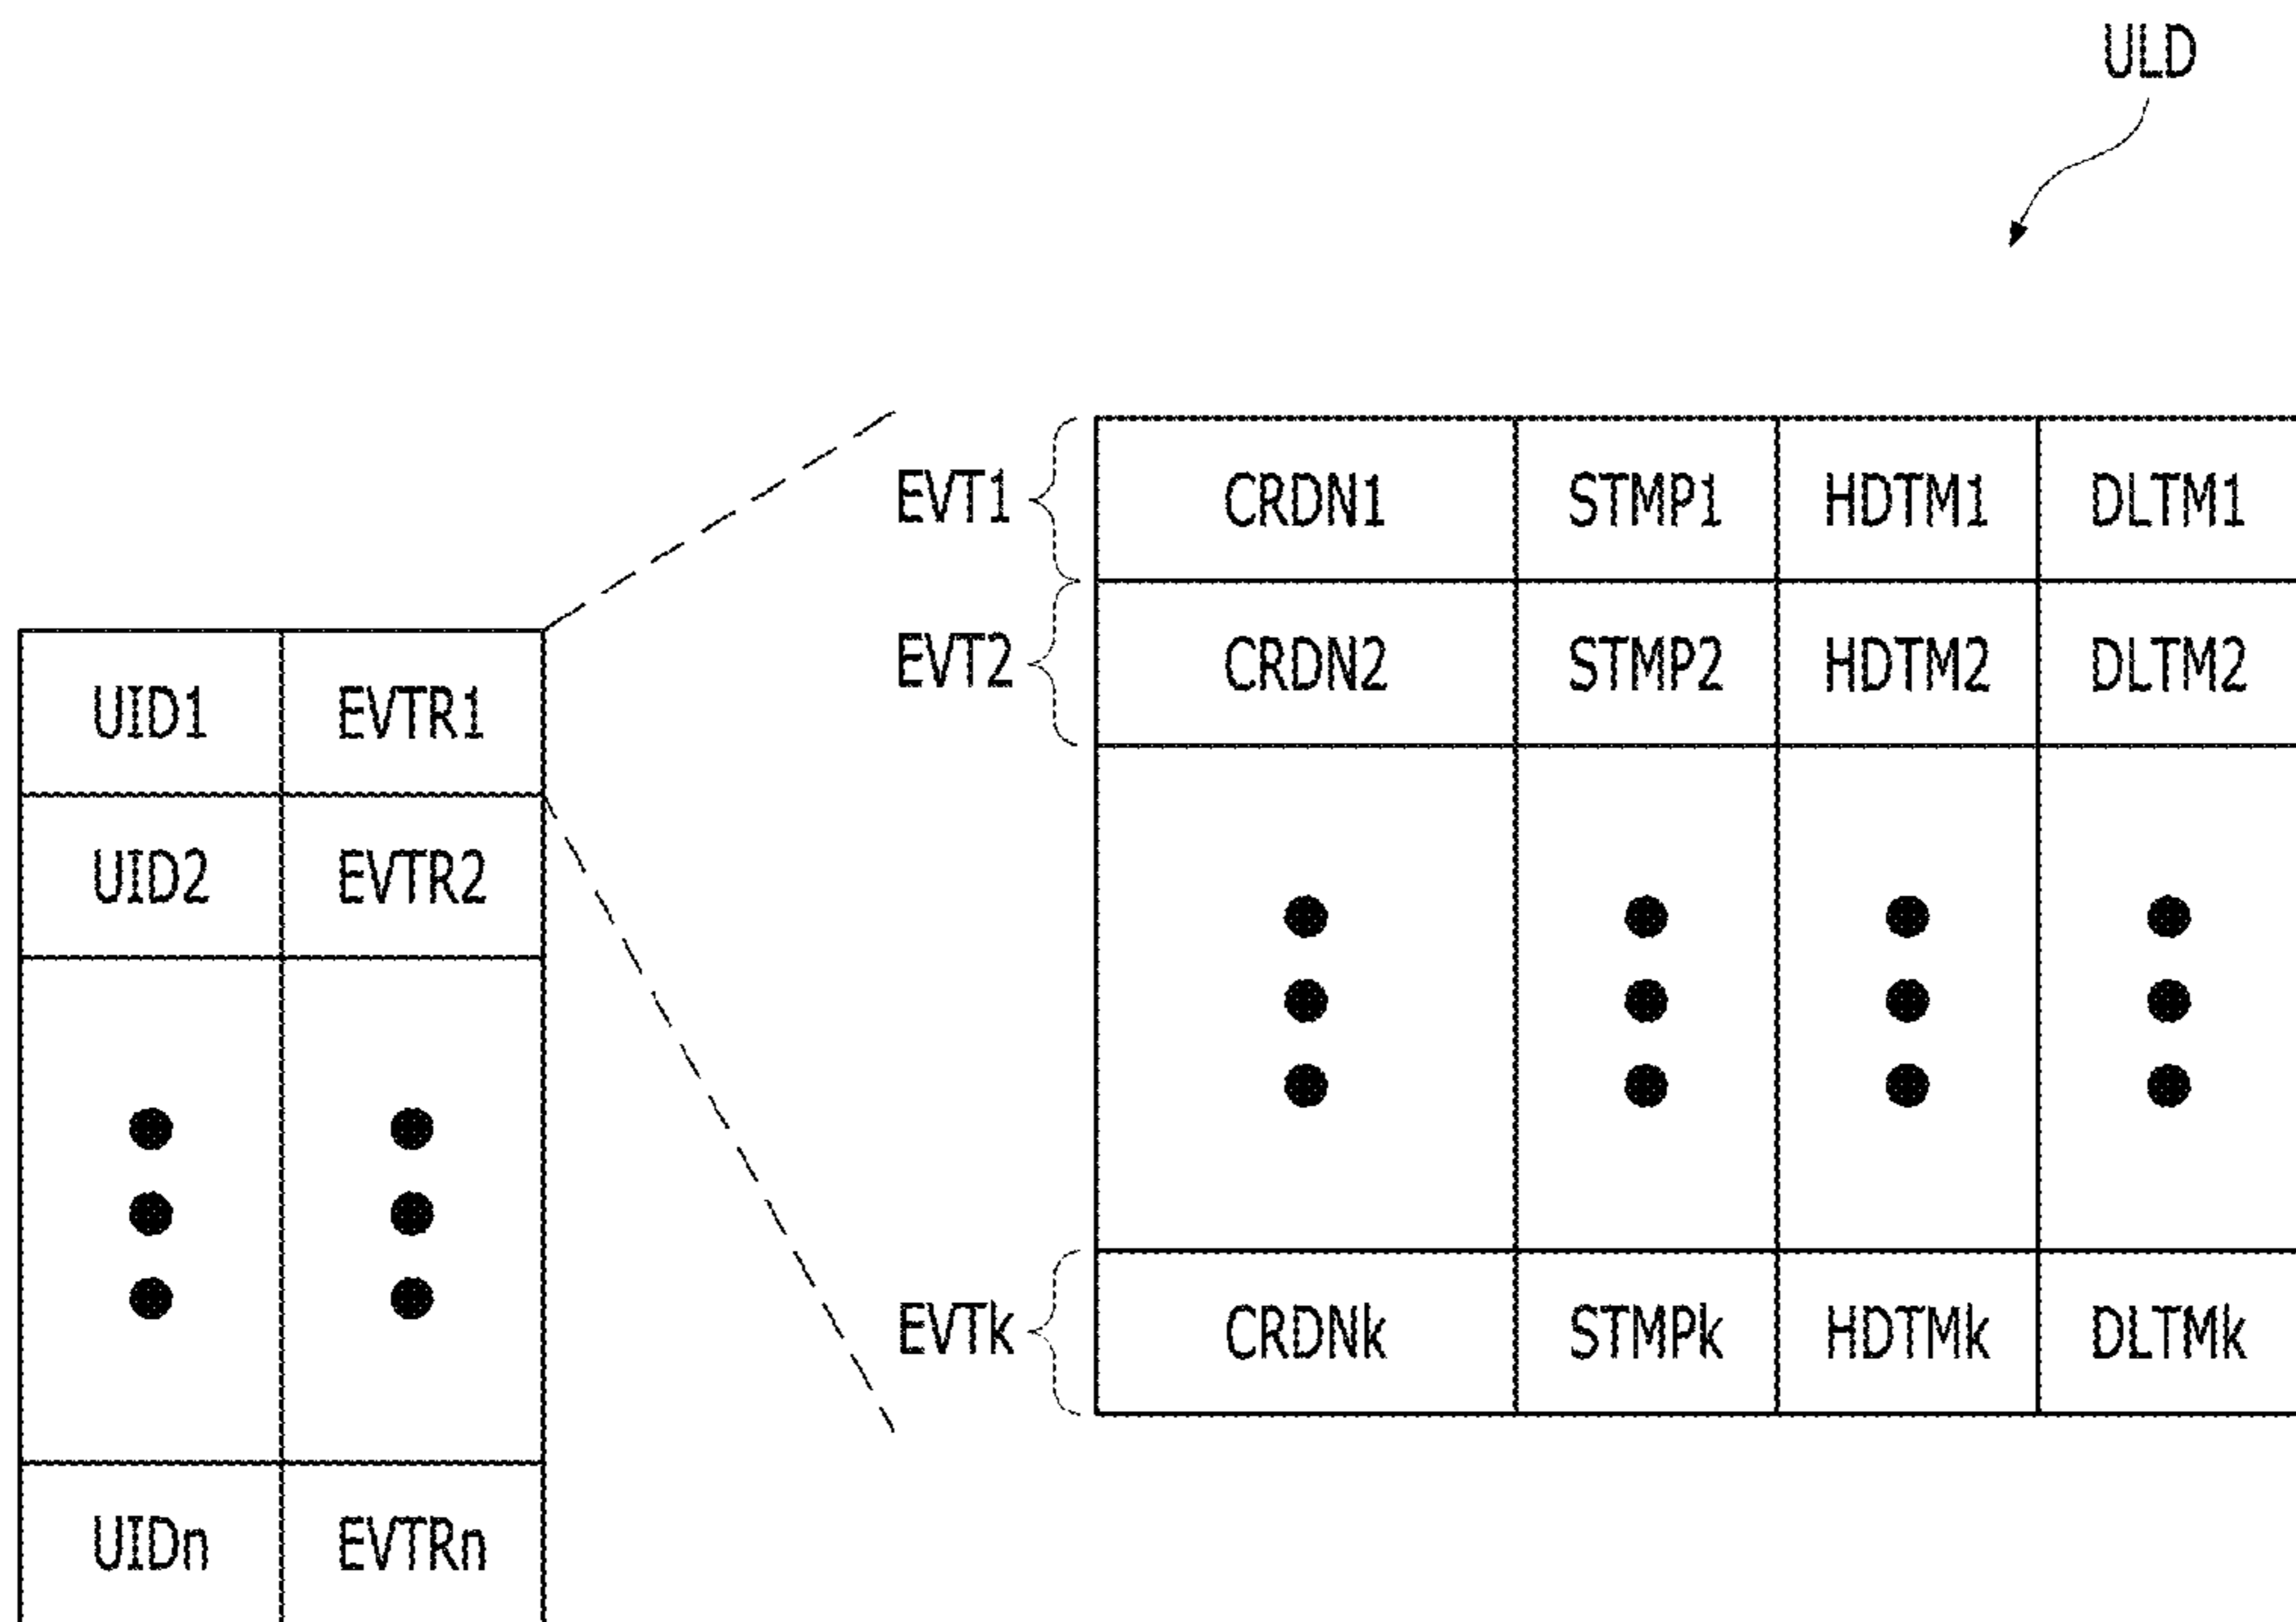 ULD
EVT1 CRDN1 STMP1 HDTM1 DLTM1
EVT2 CRDN2 STMP2 HDTM2 DLTM2
EVTk CRDNk STMPk HDTMk DLTMk
UID1 EVTR1
UID2 EVTR2
UIDn EVTRn